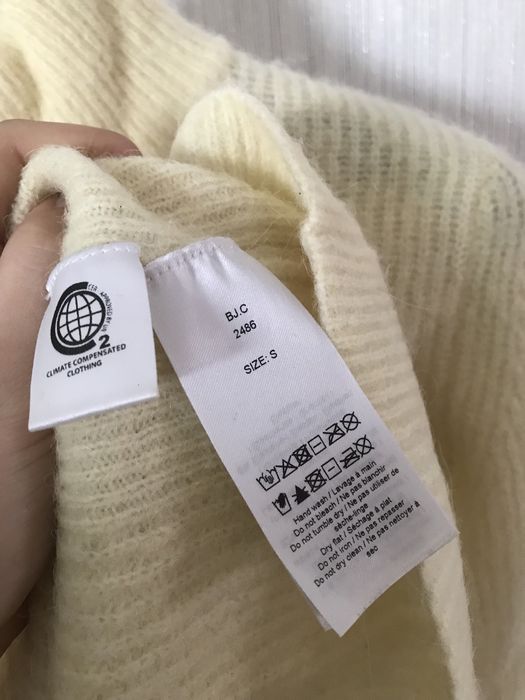 2
CLIMATE COMPENSATED
CLOTHING
BJ.C
2486
SIZE: S
Hand wash / Lavage à main
Do not bleach / Ne pas blanchir
Do not tumble dry / Ne pas utiliser de
sèche-linge
Dry flat / Séchage à plat
Do not iron / Ne pas repasser
Do not dry clean / Ne pas nettoyer à
sec